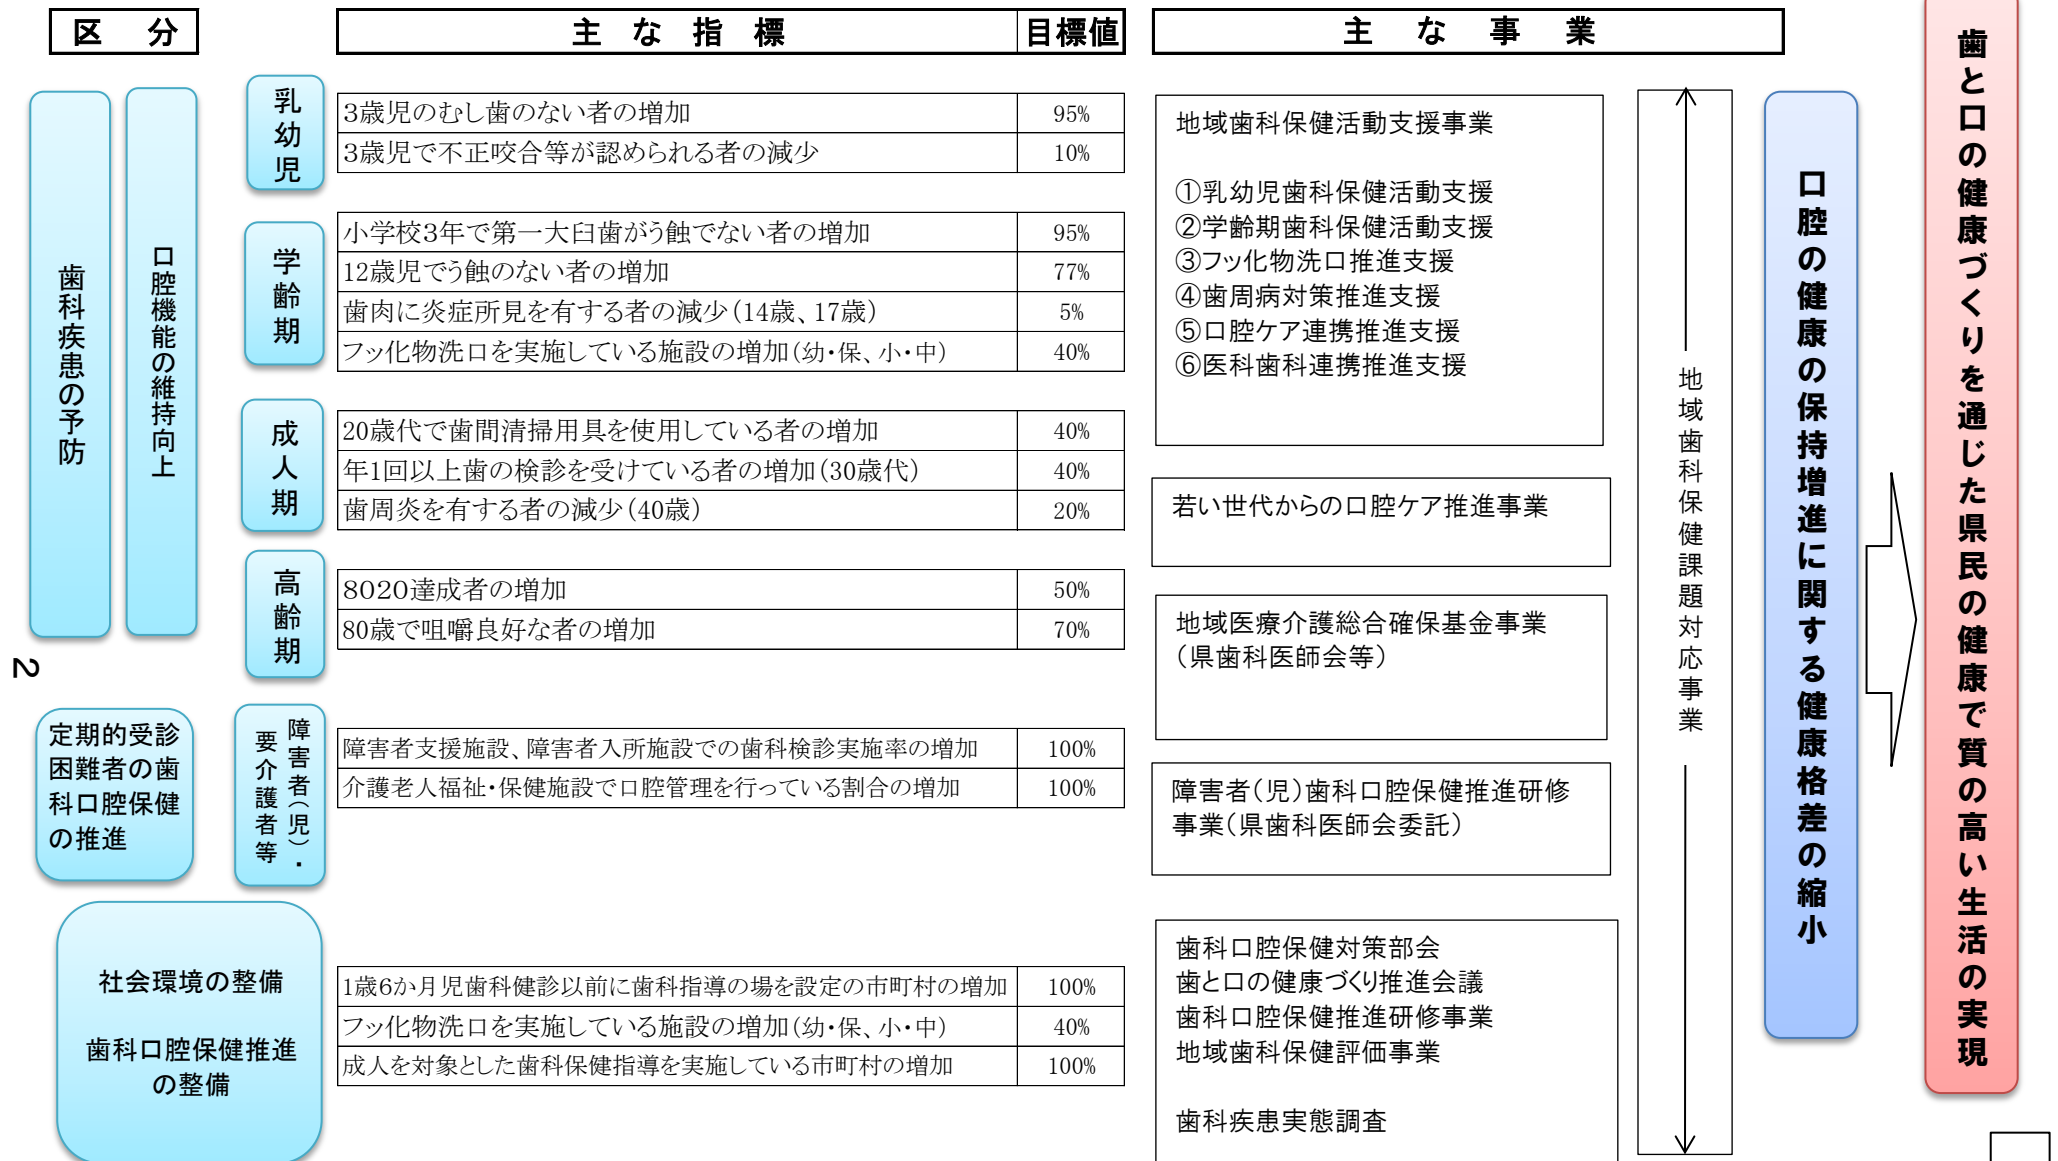 区　分
主　な　指　標
目標値
主　な　事　業
歯科疾患の予防
口腔機能の維持向上
乳幼児
3歳児のむし歯のない者の増加 95%
3歳児で不正咬合等が認められる者の減少 10%
学齢期
小学校3年で第一大臼歯がう蝕でない者の増加 95%
12歳児でう蝕のない者の増加 77%
歯肉に炎症所見を有する者の減少（14歳、17歳） 5%
フッ化物洗口を実施している施設の増加（幼・保、小・中） 40%
成人期
20歳代で歯間清掃用具を使用している者の増加 40%
年1回以上歯の検診を受けている者の増加（30歳代） 40%
歯周炎を有する者の減少（40歳） 20%
高齢期
8020達成者の増加 50%
80歳で咀嚼良好な者の増加 70%
2
定期的受診
困難者の歯
科口腔保健
の推進
障害者（児）・
要介護者等
障害者支援施設、障害者入所施設での歯科検診実施率の増加 100%
介護老人福祉・保健施設で口腔管理を行っている割合の増加 100%
社会環境の整備
歯科口腔保健推進
の整備
1歳6か月児歯科健診以前に歯科指導の場を設定の市町村の増加 100%
フッ化物洗口を実施している施設の増加（幼・保、小・中） 40%
成人を対象とした歯科保健指導を実施している市町村の増加 100%
地域歯科保健活動支援事業
①乳幼児歯科保健活動支援
②学齢期歯科保健活動支援
③フッ化物洗口推進支援
④歯周病対策推進支援
⑤口腔ケア連携推進支援
⑥医科歯科連携推進支援
若い世代からの口腔ケア推進事業
地域医療介護総合確保基金事業
（県歯科医師会等）
障害者（児）歯科口腔保健推進研修
事業（県歯科医師会委託）
歯科口腔保健対策部会
歯と口の健康づくり推進会議
歯科口腔保健推進研修事業
地域歯科保健評価事業
歯科疾患実態調査
地域歯科保健課題対応事業
口腔の健康の保持増進に関する健康格差の縮小
歯と口の健康づくりを通じた県民の健康で質の高い生活の実現